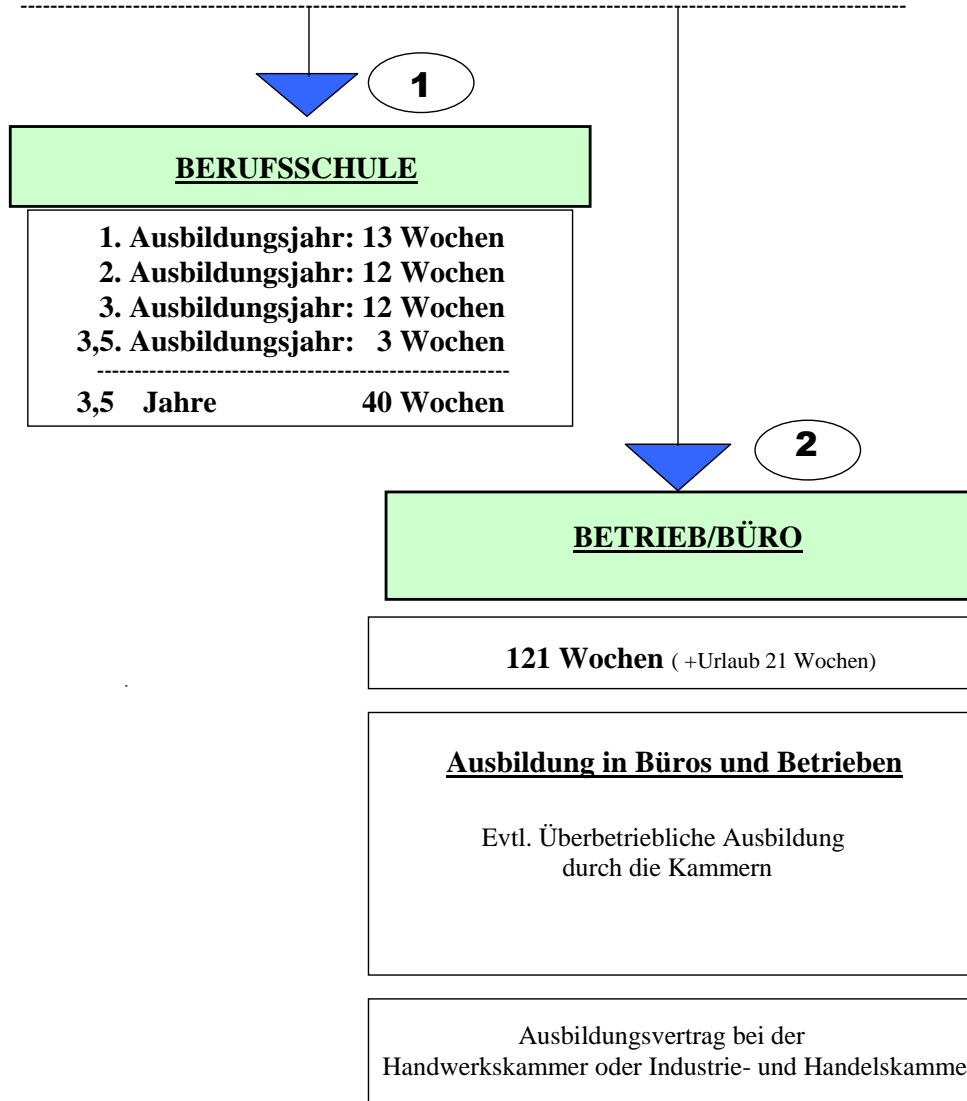 1
BERUFSSCHULE
1. Ausbildungsjahr: 13 Wochen
2. Ausbildungsjahr: 12 Wochen
3. Ausbildungsjahr: 12 Wochen
3,5. Ausbildungsjahr: 3 Wochen
3,5 Jahre 40 Wochen
2
BETRIEB/BÜRO
121 Wochen ( +Urlaub 21 Wochen)
Ausbildung in Büros und Betrieben
Evtl. Überbetriebliche Ausbildung
durch die Kammern
Ausbildungsvertrag bei der
Handwerkskammer oder Industrie- und Handelskamme